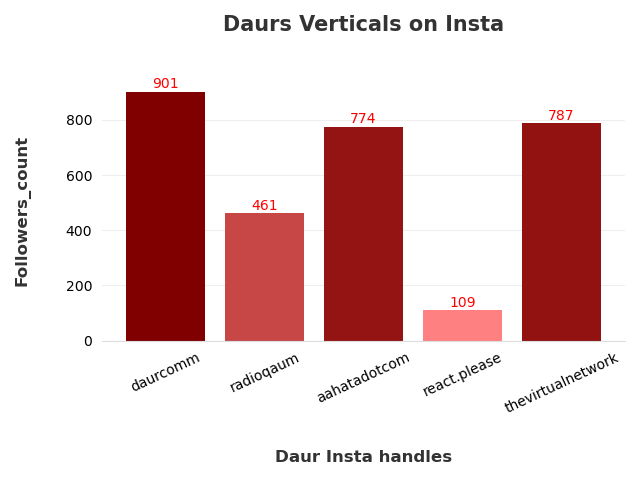 Daurs Verticals on Insta
Followers_count
901
461
774
109
787
800
600
400
200
0
daurcomm
radioqaum
aahatadotcom
react.please
thevirtualnetwork
Daur Insta handles